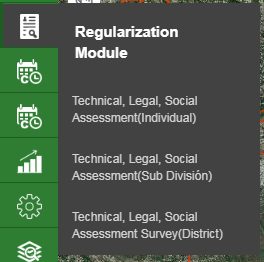 Regularization
Module
Technical, Legal, Social
Assessment(Individual)
Technical, Legal, Social
Assessment(Sub División)
Technical, Legal, Social
Assessment Survey(District)